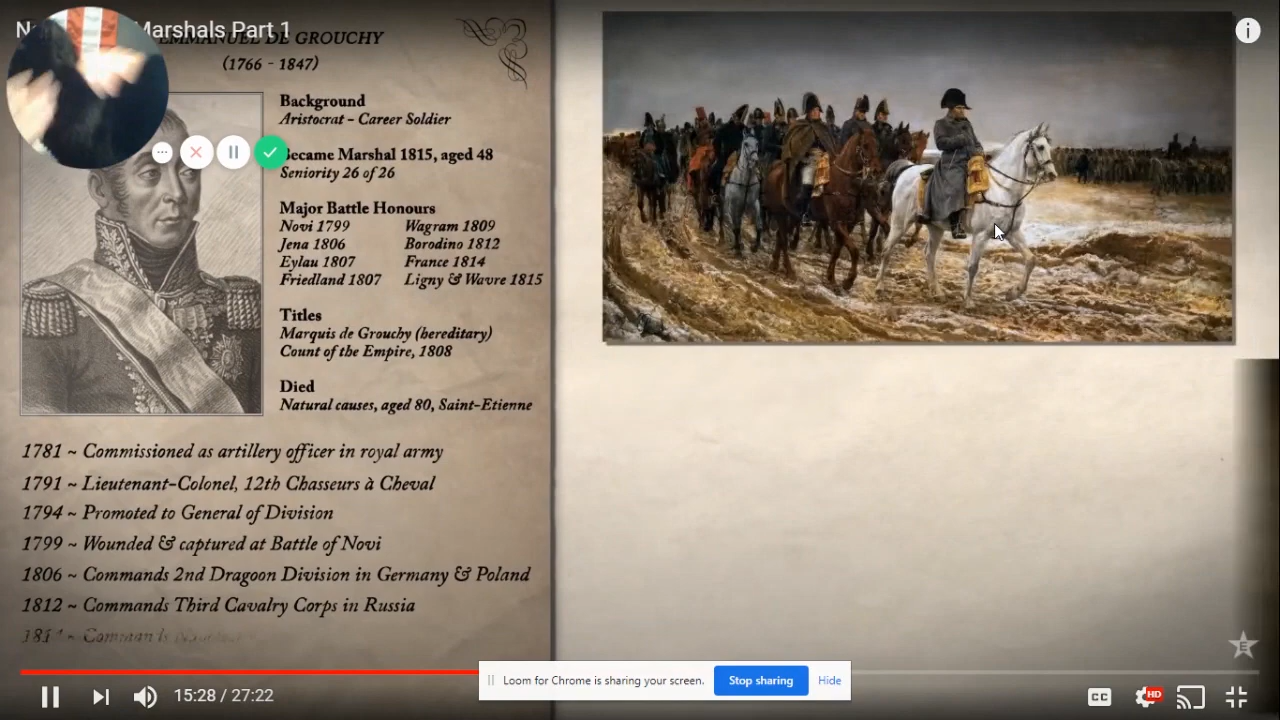 N Marshals Part 1
EMMANUEL DE GROUCHY
(1766 - 1847)
Background
Aristocrat - Career Soldier
Became Marshal 1815, aged 48
Seniority 26 of 26
Major Battle Honours
Novi 1799 Wagram 1809
Jena 1806 Borodino 1812
Eylau 1807 France 1814
Friedland 1807 Ligny & Wavre 1815
Titles
Marquis de Grouchy (hereditary)
Count of the Empire, 1808
Died
Natural causes, aged 80, Saint-Etienne
1781 ~ Commissioned as artillery officer in royal army
1791 ~ Lieutenant-Colonel, 12th Chasseurs à Cheval
1794 ~ Promoted to General of Division
1799 ~ Wounded & captured at Battle of Novi
1806 ~ Commands 2nd Dragoon Division in Germany & Poland
1812 ~ Commands Third Cavalry Corps in Russia
Loom for Chrome is sharing your screen. Stop sharing Hide
15:28 / 27:22
CC HD
E